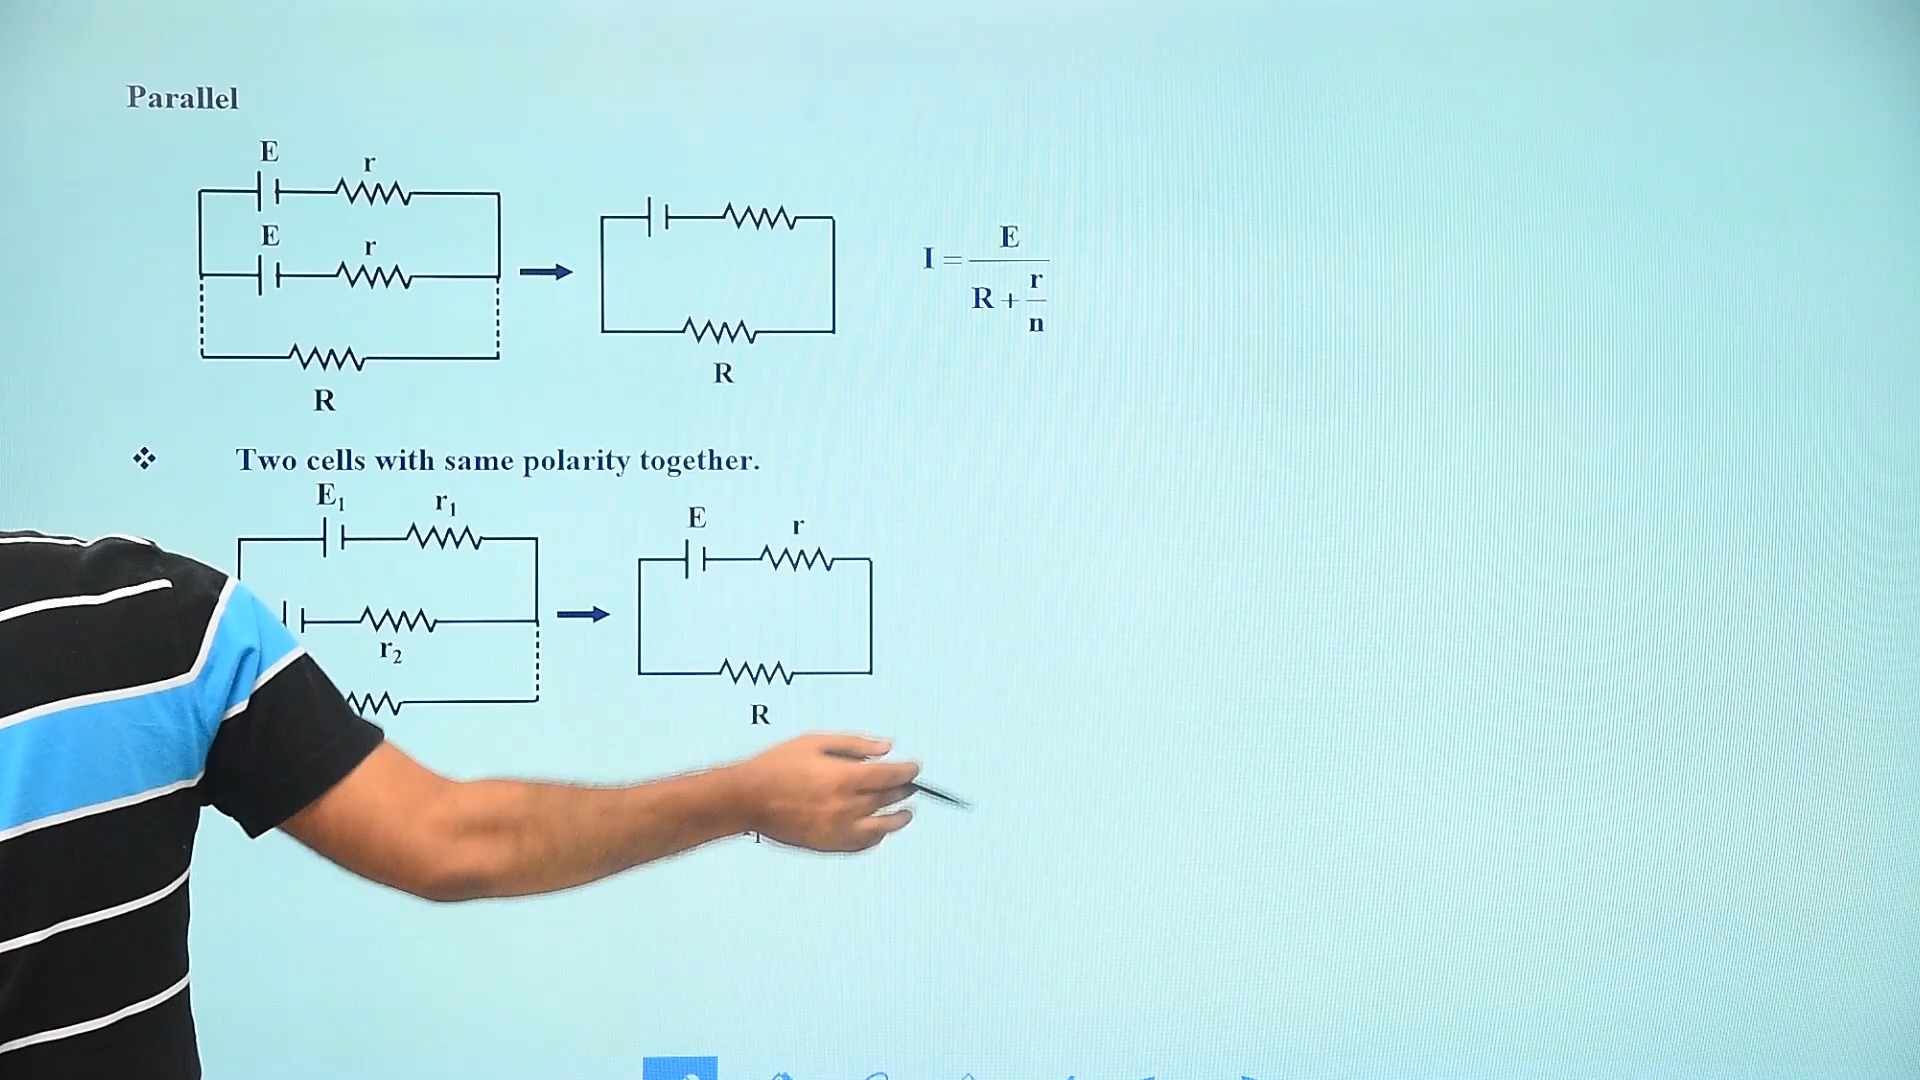 Parallel
E
r
E
r
R
R
I = E / (R + r/n)
❖ Two cells with same polarity together.
E₁ r₁
r₂
E r
R